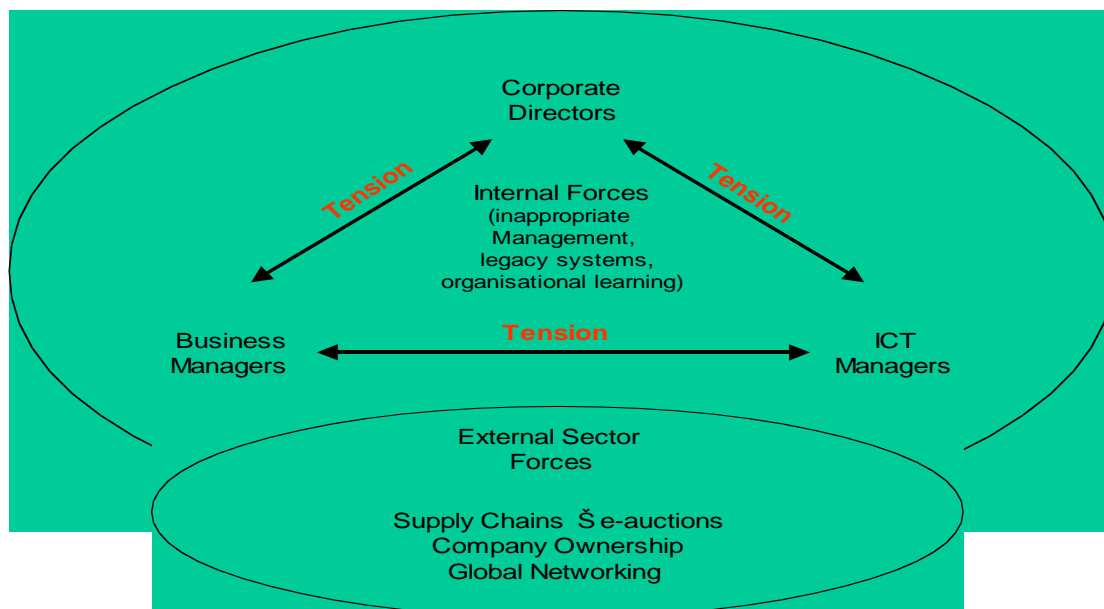 Corporate
Directors
Tension
Tension
Internal Forces
(inappropriate
Management,
legacy systems,
organisational learning)
Tension
Business
Managers
ICT
Managers
External Sector
Forces
Supply Chains Š e-auctions
Company Ownership
Global Networking